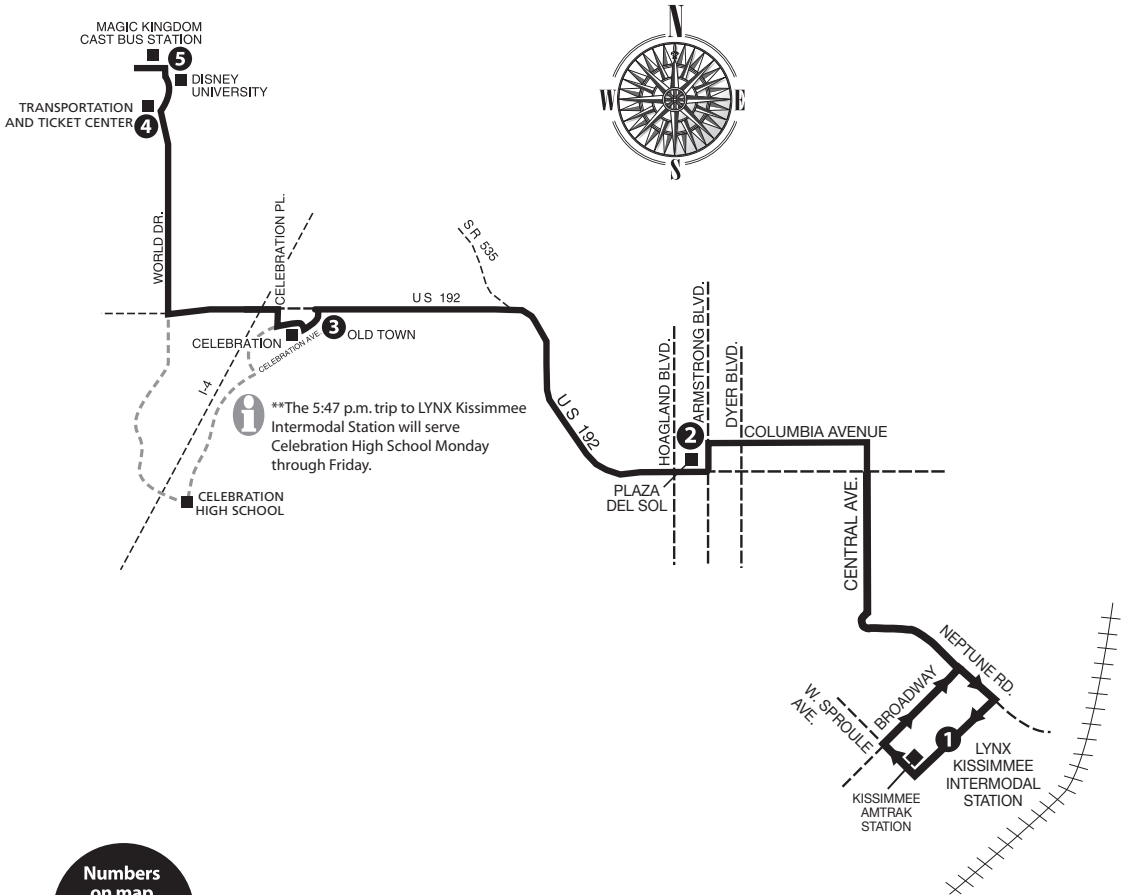 MAGIC KINGDOM
CAST BUS STATION
5
DISNEY
UNIVERSITY
TRANSPORTATION
AND TICKET CENTER
4
N
W
E
S
WORLD DR.
CELEBRATION PL.
SR 535
US 192
3
OLD TOWN
CELEBRATION
CELEBRATION AVE.
I-4
i
**The 5:47 p.m. trip to LYNX Kissimmee
Intermodal Station will serve
Celebration High School Monday
through Friday.
CELEBRATION
HIGH SCHOOL
US 192
HOAGLAND BLVD.
ARMSTRONG BLVD.
DYER BLVD.
2
COLUMBIA AVENUE
PLAZA
DEL SOL
CENTRAL AVE.
NEPTUNE RD.
BROADWAY
W. SPROULE
AVE.
1
LYNX
KISSIMMEE
INTERMODAL
STATION
KISSIMMEE
AMTRAK
STATION
Numbers
on map